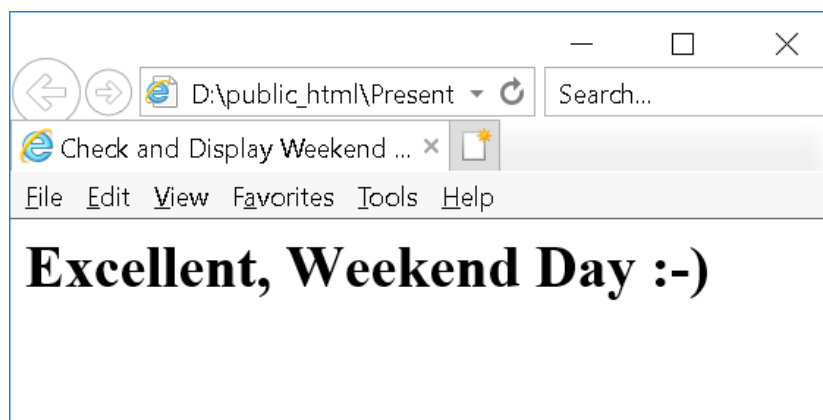 D:\public_html\Present
Search...
Check and Display Weekend ...
File Edit View Favorites Tools Help
Excellent, Weekend Day :-)